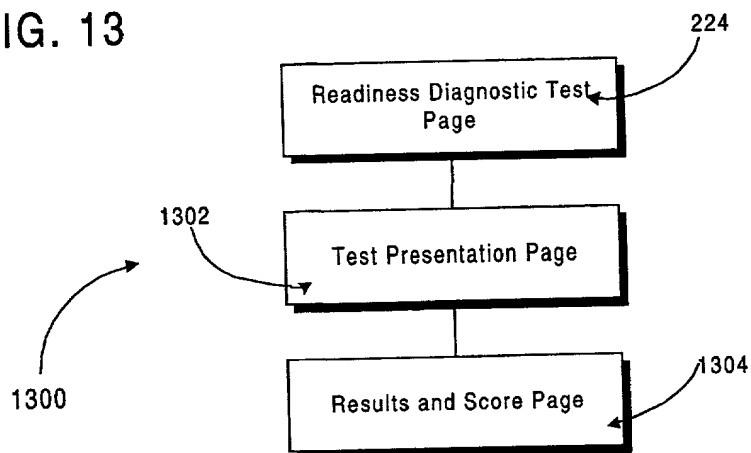 IG. 13
224
Readiness Diagnostic Test
Page
1302
Test Presentation Page
1300
1304
Results and Score Page